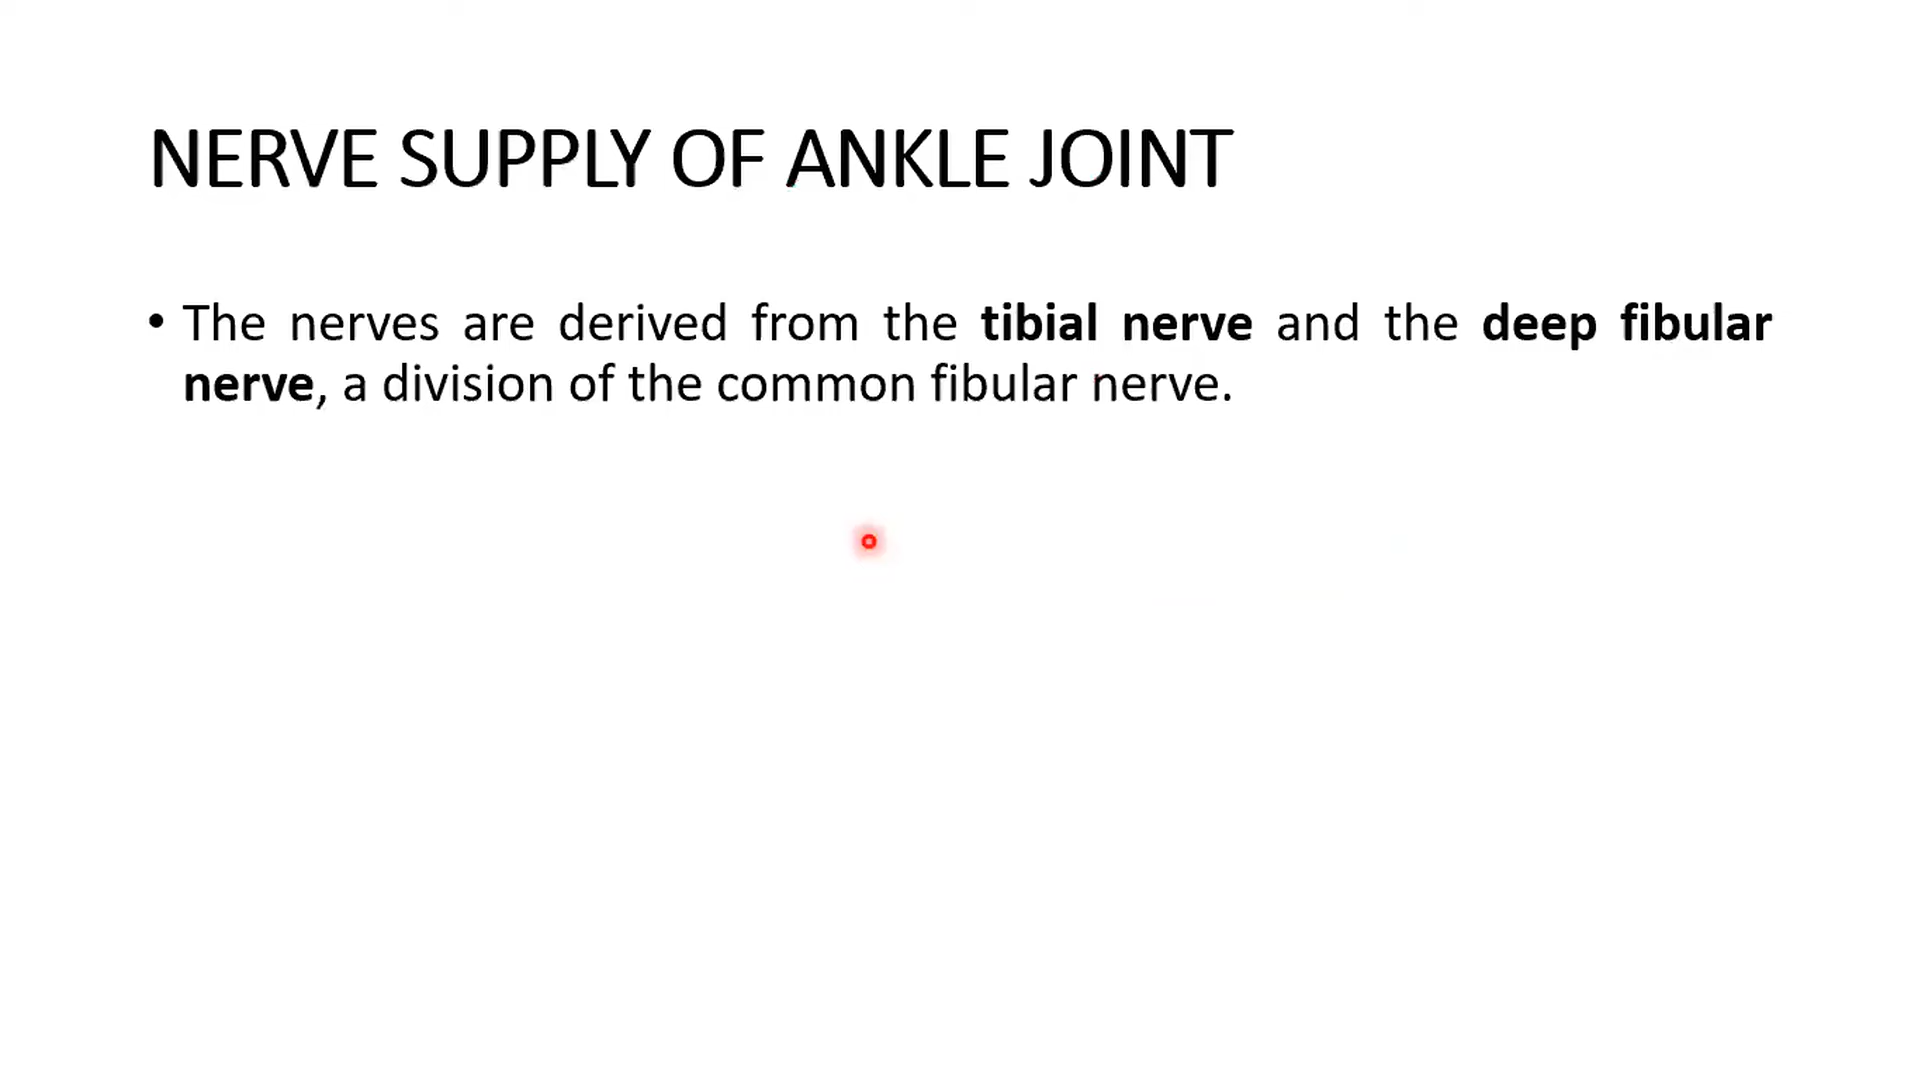 NERVE SUPPLY OF ANKLE JOINT
• The nerves are derived from the tibial nerve and the deep fibular
nerve, a division of the common fibular nerve.